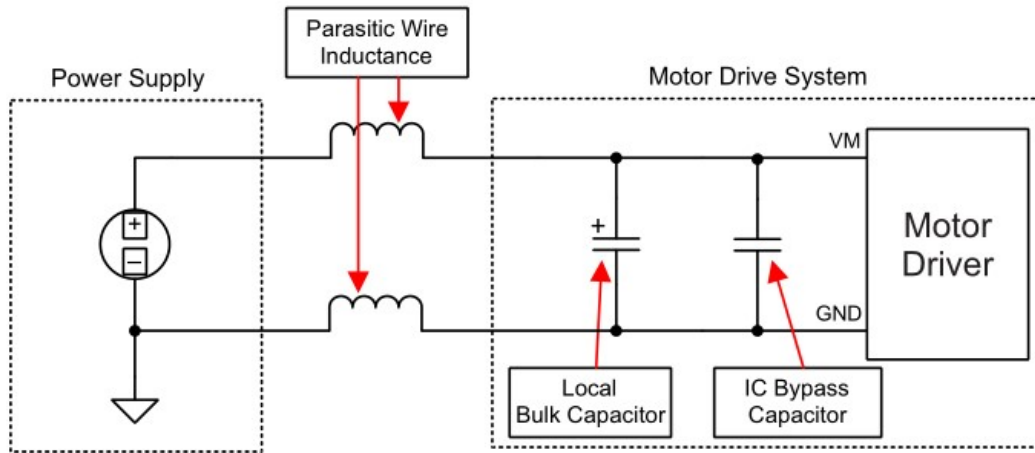 Parasitic Wire
Inductance
Power Supply
Motor Drive System
VM
+
−
+
Motor
Driver
GND
Local
Bulk Capacitor
IC Bypass
Capacitor